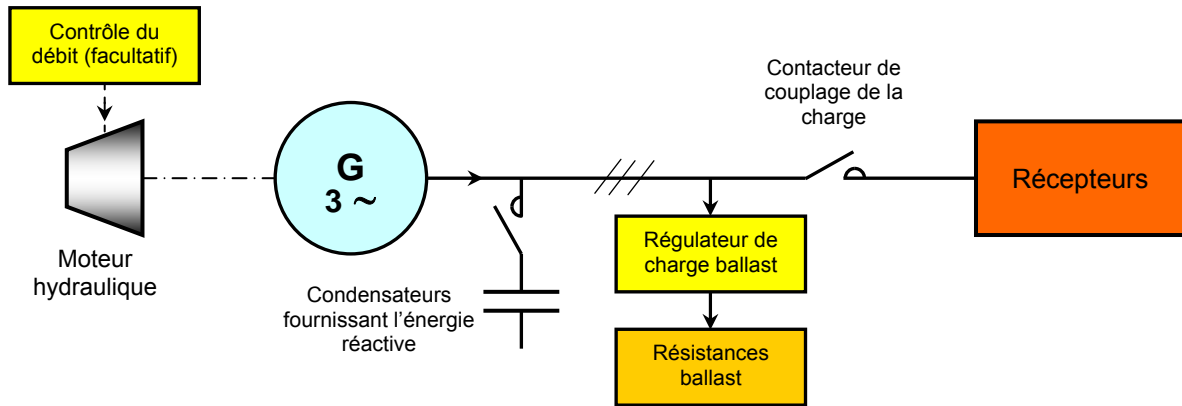 Contrôle du
débit (facultatif)
Moteur
hydraulique
G
3 ~
Condensateurs
fournissant l’énergie
réactive
Régulateur de
charge ballast
Résistances
ballast
Contacteur de
couplage de la
charge
Récepteurs